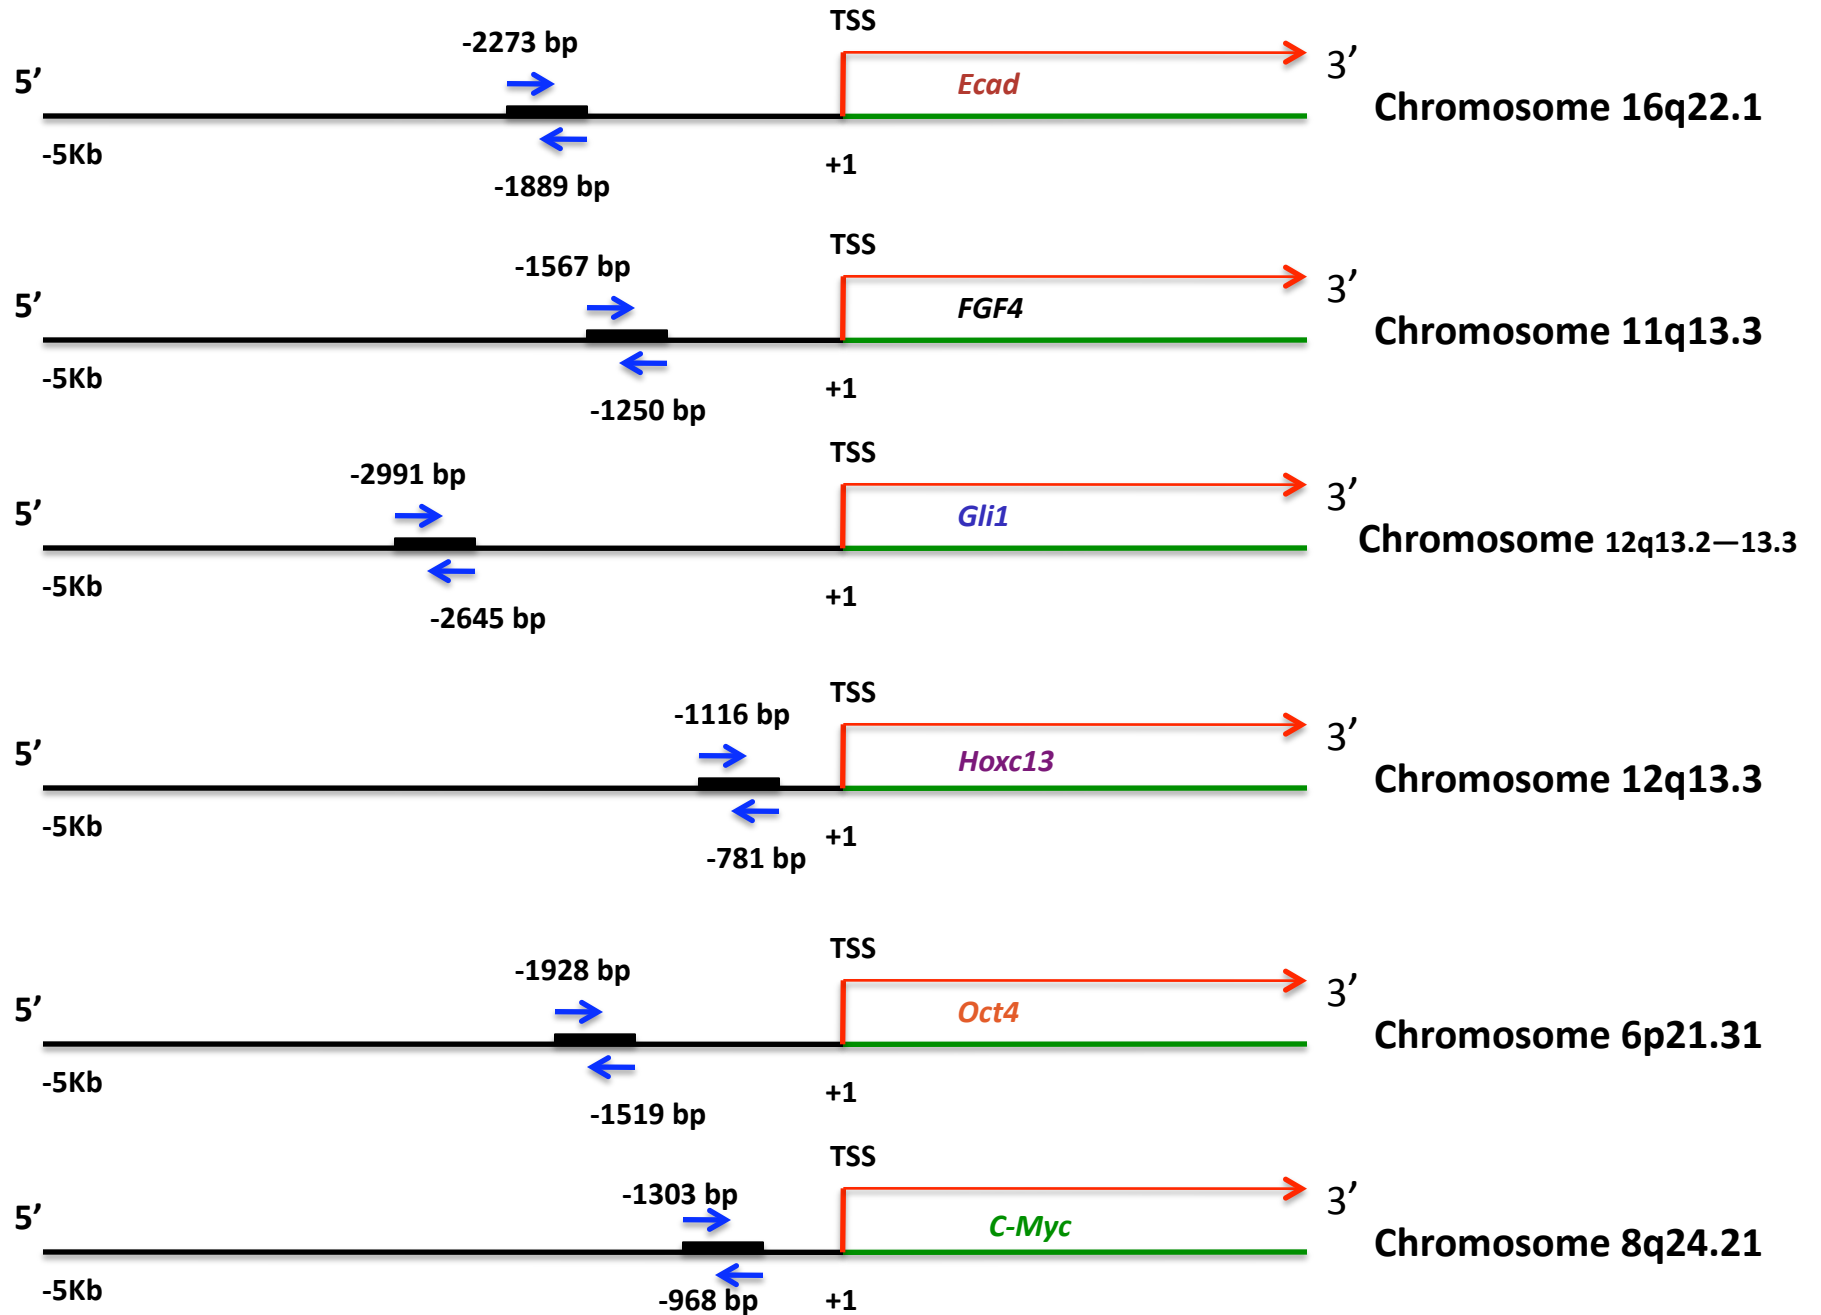 TSS
-2273 bp
5’ Ecad 3’
Chromosome 16q22.1
-5Kb +1
-1889 bp
TSS
-1567 bp
5’ FGF4 3’
Chromosome 11q13.3
-5Kb +1
-1250 bp
TSS
-2991 bp
5’ Gli1 3’
Chromosome 12q13.2—13.3
-5Kb +1
-2645 bp
TSS
-1116 bp
5’ Hoxc13 3’
Chromosome 12q13.3
-5Kb +1
-781 bp
TSS
-1928 bp
5’ Oct4 3’
Chromosome 6p21.31
-5Kb +1
-1519 bp
TSS
-1303 bp
5’ C-Myc 3’
Chromosome 8q24.21
-5Kb +1
-968 bp